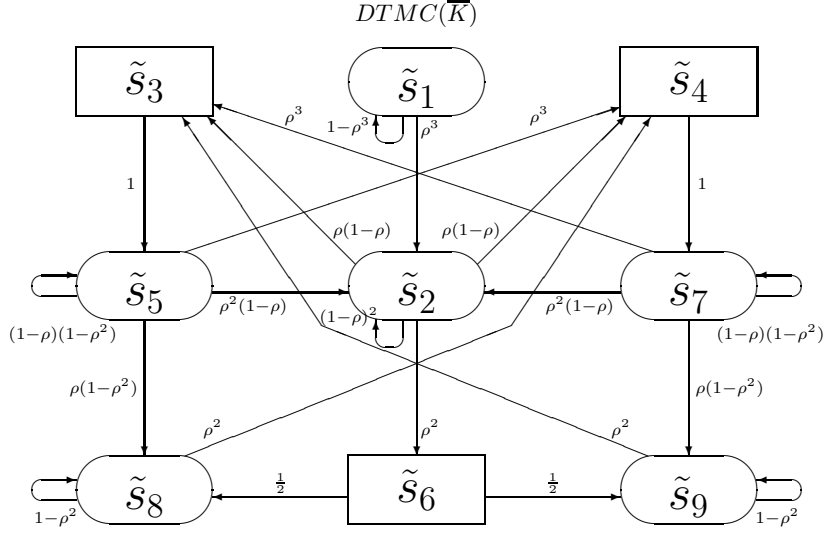 DTMC(K̅)
s̃₃ s̃₁ s̃₄
ρ³ ρ³
1−ρ³ ρ³
1 1
ρ(1−ρ) ρ(1−ρ)
s̃₅ s̃₂ s̃₇
ρ²(1−ρ) ρ²(1−ρ)
(1−ρ)²
(1−ρ)(1−ρ²) (1−ρ)(1−ρ²)
ρ(1−ρ²) ρ(1−ρ²)
ρ² ρ² ρ²
s̃₈ ½ s̃₆ ½ s̃₉
1−ρ² 1−ρ²